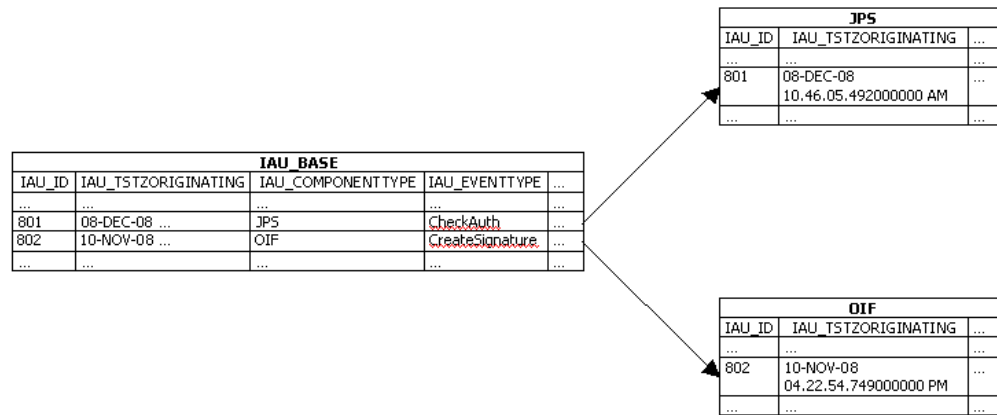 JPS
IAU_ID IAU_TSTZORIGINATING ...
... ... ...
801 08-DEC-08 ...
10.46.05.492000000 AM
... ... ...
IAU_BASE
IAU_ID IAU_TSTZORIGINATING IAU_COMPONENTTYPE IAU_EVENTTYPE ...
... ... ... ... ...
801 08-DEC-08 ... JPS CheckAuth ...
802 10-NOV-08 ... OIF CreateSignature ...
... ... ... ... ...
OIF
IAU_ID IAU_TSTZORIGINATING ...
... ... ...
802 10-NOV-08 ...
04.22.54.749000000 PM
... ... ...